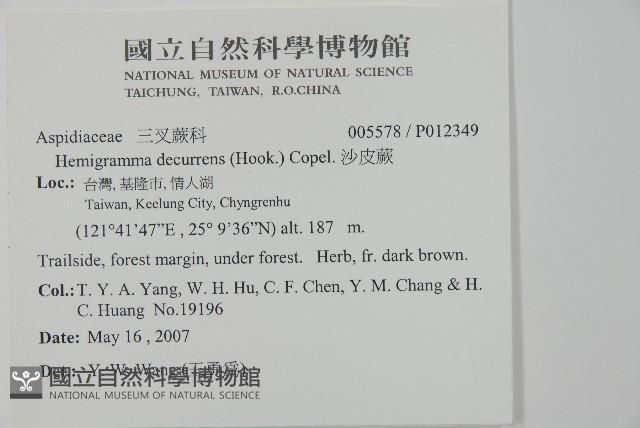 國立自然科學博物館
NATIONAL MUSEUM OF NATURAL SCIENCE
TAICHUNG, TAIWAN, R.O.CHINA
Aspidiaceae 三叉蕨科 005578 / P012349
Hemigramma decurrens (Hook.) Copel. 沙皮蕨
Loc.: 台灣, 基隆市, 情人湖
Taiwan, Keelung City, Chyngrenhu
(121°41'47”E , 25° 9'36”N) alt. 187 m.
Trailside, forest margin, under forest. Herb, fr. dark brown.
Col.: T. Y. A. Yang, W. H. Hu, C. F. Chen, Y. M. Chang & H.
C. Huang No.19196
Date: May 16 , 2007
Det: Y. W. Wang
國立自然科學博物館
NATIONAL MUSEUM OF NATURAL SCIENCE